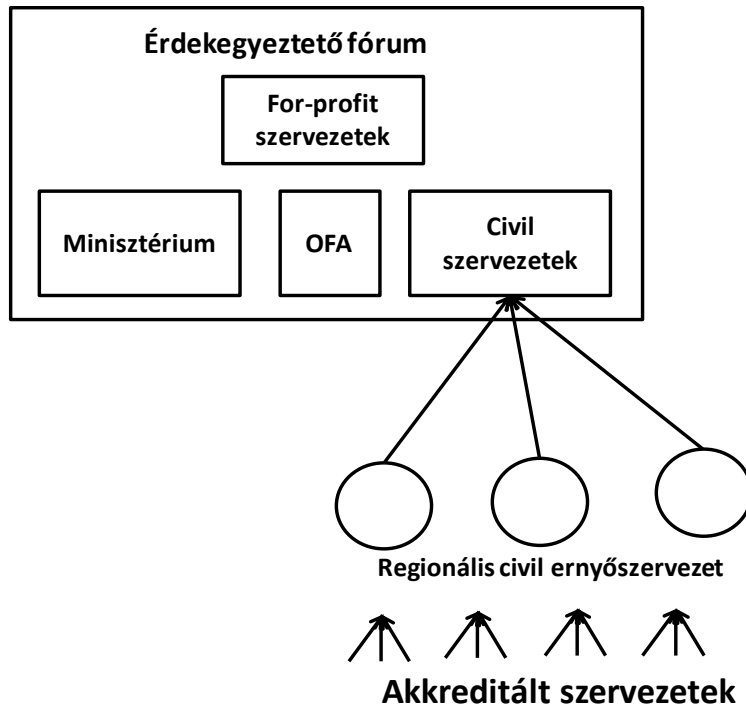 Érdekegyeztető fórum
For-profit
szervezetek
Minisztérium
OFA
Civil
szervezetek
Regionális civil ernyőszervezet
Akkreditált szervezetek